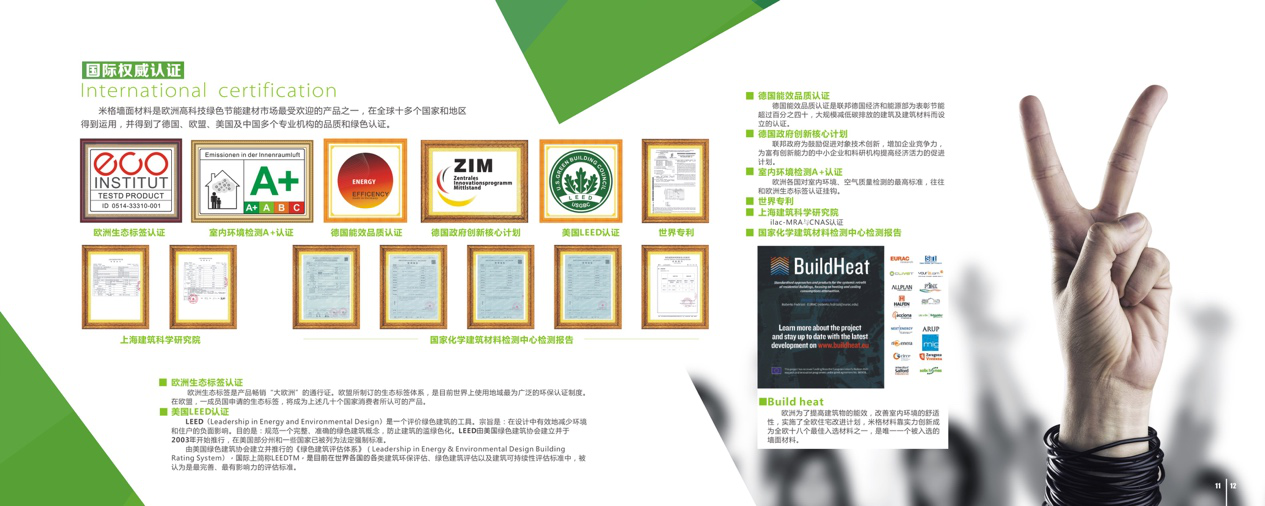 国际权威认证
International certification
米格墙面材料是欧洲高科技绿色节能建材市场最受欢迎的产品之一，在全球十多个国家和地区
得到运用，并得到了德国、欧盟、美国及中国多个专业机构的品质和绿色认证。
eco
INSTITUT
TESTD PRODUCT
ID 0514-33310-001
Emissionen in der Innenraumluft
A+
A+ A B C
ENERGY
EFFICENCY
ZIM
Zentrales
Innovationsprogramm
Mittlstand
U.S. GREEN BUILDING COUNCIL
LEED
USGBC
欧洲生态标签认证
室内环境检测A+认证
德国能效品质认证
德国政府创新核心计划
美国LEED认证
世界专利
上海建筑科学研究院
国家化学建筑材料检测中心检测报告
■ 欧洲生态标签认证
欧洲生态标签是产品畅销“大欧洲”的通行证。欧盟所制订的生态标签体系，是目前世界上使用地域最为广泛的环保认证制度。
在欧盟，一成员国申请的生态标签，将成为上述几十个国家消费者所认可的产品。
■ 美国LEED认证
LEED（Leadership in Energy and Environmental Design）是一个评价绿色建筑的工具。宗旨是：在设计中有效地减少环境
和住户的负面影响。目的是：规范一个完整、准确的绿色建筑概念，防止建筑的滥绿色化。LEED由美国绿色建筑协会建立并于
2003年开始推行，在美国部分州和一些国家已被列为法定强制标准。
由美国绿色建筑协会建立并推行的《绿色建筑评估体系》（Leadership in Energy & Environmental Design Building
Rating System），国际上简称LEEDTM，是目前在世界各国的各类建筑环保评估、绿色建筑评估以及建筑可持续性评估标准中，被
认为是最完善、最有影响力的评估标准。
■ 德国能效品质认证
德国能效品质认证是联邦德国经济和能源部为表彰节能
超过百分之四十，大规模减低碳排放的建筑及建筑材料而设
立的认证。
■ 德国政府创新核心计划
联邦政府为鼓励促进对象技术创新，增加企业竞争力，
为富有创新能力的中小企业和科研机构提高经济活力的促进
计划。
■ 室内环境检测A+认证
欧洲各国对室内环境、空气质量检测的最高标准，往往
和欧洲生态标签认证挂钩。
■ 世界专利
■ 上海建筑科学研究院
ilac-MRA与CNAS认证
■ 国家化学建筑材料检测中心检测报告
BuildHeat
Learn more about the project
and stay up to date with the latest
development on www.buildheat.eu
EURAC
CLIVET
ALLPLAN
HALFEN
acciona
ARUP
Zaragoza
Vivienda
■Build heat
欧洲为了提高建筑物的能效，改善室内环境的舒适
性，实施了全欧住宅改进计划，米格材料靠实力创新成
为全欧十八个最佳入选材料之一，是唯一一个被入选的
墙面材料。
11 12